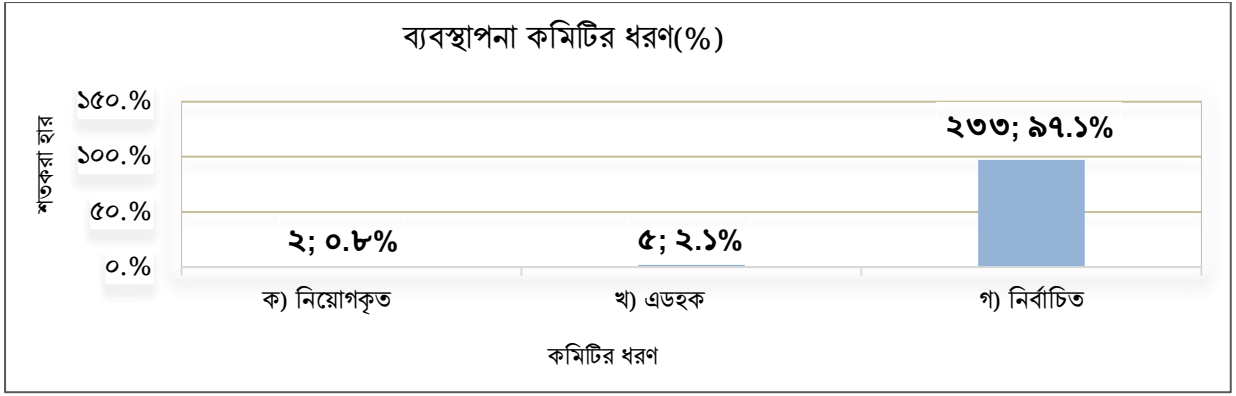 ব্যবস্থাপনা কমিটির ধরণ(%)
শতকরা হার
১৫০.%
১০০.%
৫০.%
০.%
২; ০.৮%
৫; ২.১%
২৩৩; ৯৭.১%
ক) নিয়োগকৃত
খ) এডহক
গ) নির্বাচিত
কমিটির ধরণ